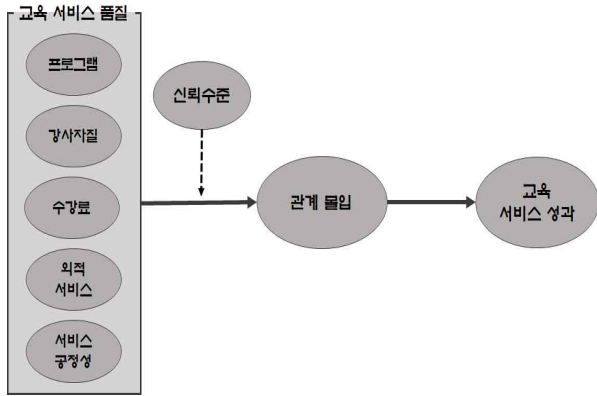 교육 서비스 품질
프로그램
강사자질
수강료
외적
서비스
서비스
공정성
신뢰수준
관계 몰입
교육
서비스 성과